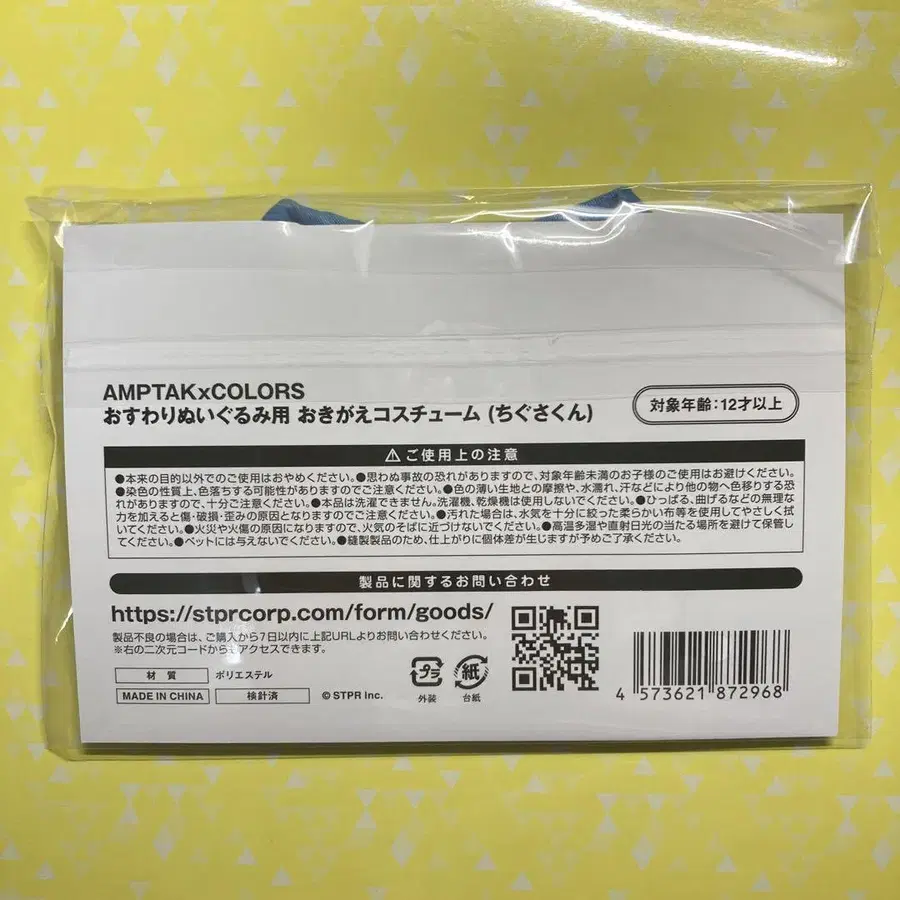 AMPTAKxCOLORS
おすわりぬいぐるみ用 おきがえコスチューム (ちぐさくん)
対象年齢:12才以上
⚠ご使用上の注意
●本来の目的以外でのご使用はおやめください。●思わぬ事故の恐れがありますので、対象年齢未満のお子様のご使用はお避けください。
●染色の性質上、色落ちする可能性がありますのでご注意ください。●色の薄い生地との摩擦や、水濡れ、汗などにより他の物へ色移りする恐
れがありますので、十分ご注意ください。●本品は洗濯できません。洗濯機、乾燥機は使用しないでください。●ひっぱる、曲げるなどの無理な
力を加えると傷・破損・歪みの原因となりますのでご注意ください。●汚れた場合は、水気を十分に絞った柔らかい布等を使用してやさしく拭
いてください。●火災や火傷の原因になりますので、火気のそばに近づけないでください。●高温多湿や直射日光の当たる場所を避けて保管し
てください。●ペットには与えないでください。●縫製製品のため、仕上がりに個体差が生じますが予めご了承ください。
製品に関するお問い合わせ
https://stprcorp.com/form/goods/
製品不良の場合は、ご購入から7日以内に上記URLよりお問い合わせください。
※右の二次元コードからもアクセスできます。
材質 ポリエステル
MADE IN CHINA 検針済 © STPR Inc.
プラ 外装
紙 台紙
4 573621 872968